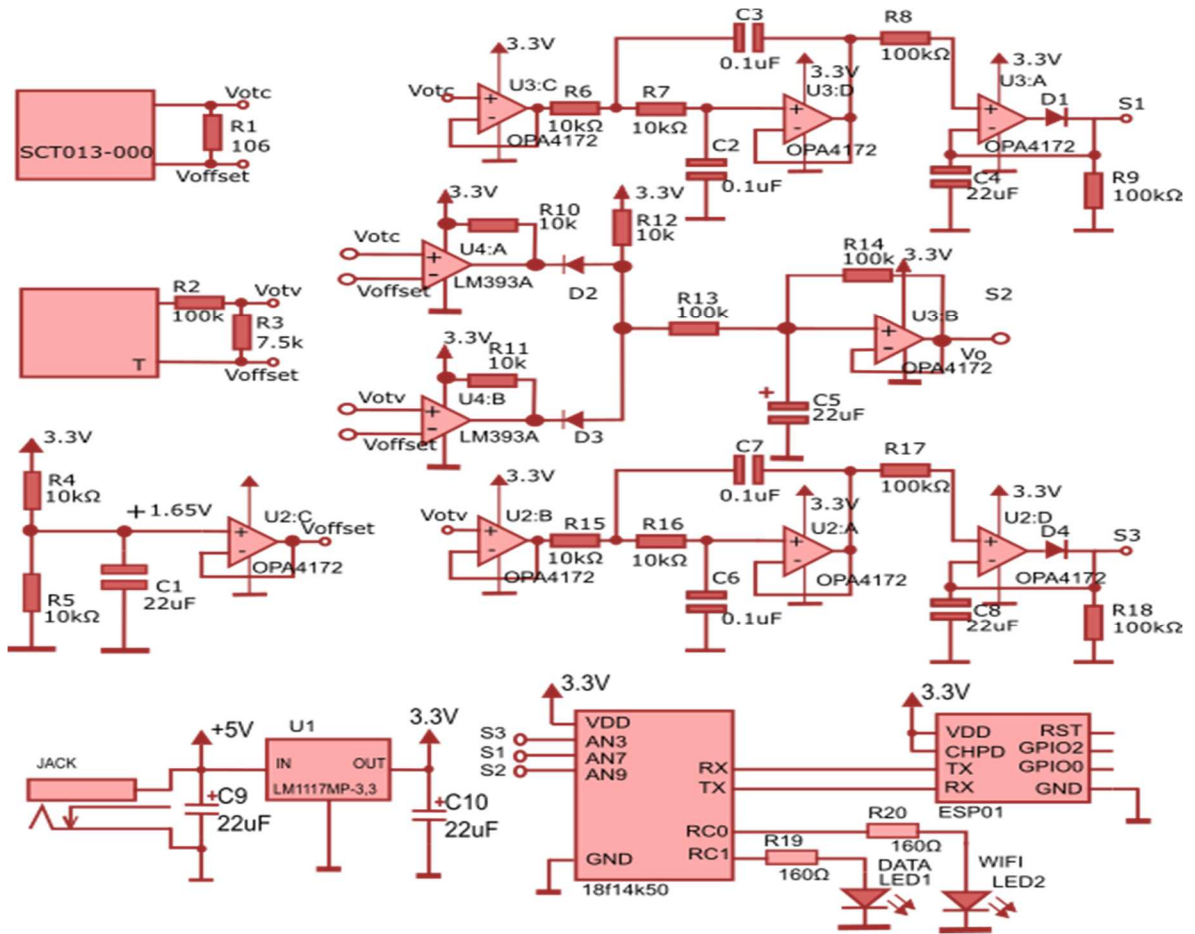 SCT013-000
Votc
R1
106
Voffset
Votc
3.3V
U3:C
OPA4172
R6
10kΩ
R7
10kΩ
C3
0.1uF
C2
0.1uF
3.3V
U3:D
OPA4172
R8
100kΩ
3.3V
U3:A
D1
S1
OPA4172
C4
22uF
R9
100kΩ
T
R2
100k
Votv
R3
7.5k
Voffset
3.3V
R10
10k
Votc
U4:A
Voffset
LM393A
D2
3.3V
R12
10k
3.3V
R11
10k
Votv
U4:B
Voffset
LM393A
D3
R13
100k
R14
100k
3.3V
S2
U3:B
Vo
OPA4172
+
C5
22uF
3.3V
R4
10kΩ
+1.65V
U2:C
Voffset
OPA4172
R5
10kΩ
C1
22uF
Votv
3.3V
U2:B
OPA4172
R15
10kΩ
R16
10kΩ
C7
0.1uF
C6
0.1uF
3.3V
U2:A
OPA4172
R17
100kΩ
3.3V
U2:D
D4
S3
OPA4172
C8
22uF
R18
100kΩ
JACK
+5V
+C9
22uF
U1
IN
OUT
LM1117MP-3,3
3.3V
+C10
22uF
3.3V
VDD
S3
AN3
S1
AN7
S2
AN9
RX
TX
RC0
RC1
GND
18f14k50
3.3V
VDD
RST
CHPD
GPIO2
TX
GPIO0
RX
GND
ESP01
R20
160Ω
R19
160Ω
DATA
LED1
WIFI
LED2